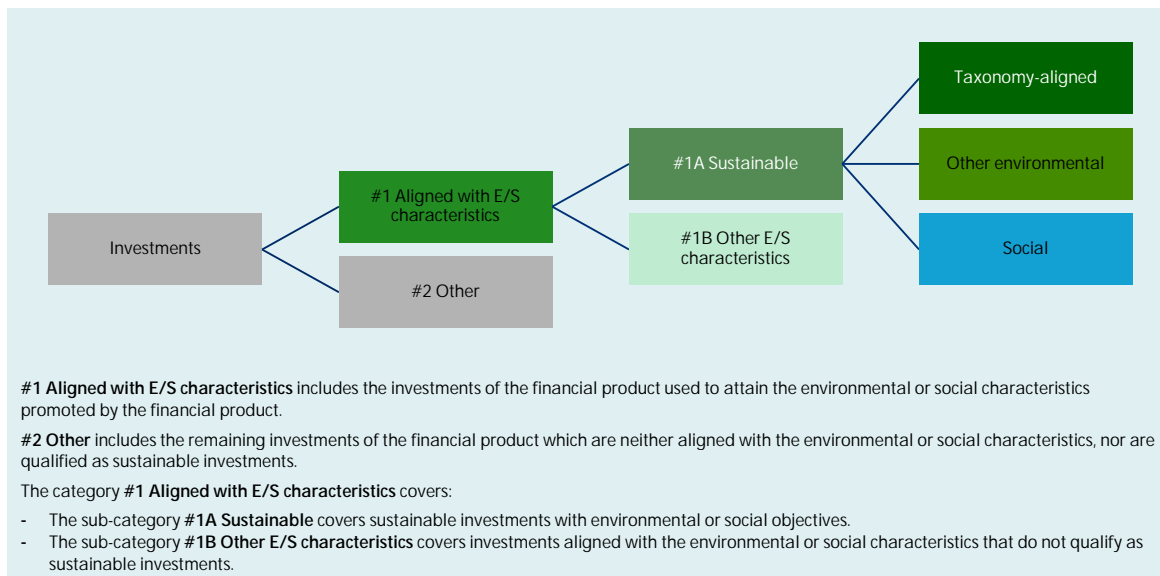 Taxonomy-aligned
#1A Sustainable
Other environmental
#1 Aligned with E/S
characteristics
Investments
#1B Other E/S
characteristics
Social
#2 Other
#1 Aligned with E/S characteristics includes the investments of the financial product used to attain the environmental or social characteristics
promoted by the financial product.
#2 Other includes the remaining investments of the financial product which are neither aligned with the environmental or social characteristics, nor are
qualified as sustainable investments.
The category #1 Aligned with E/S characteristics covers:
- The sub-category #1A Sustainable covers sustainable investments with environmental or social objectives.
- The sub-category #1B Other E/S characteristics covers investments aligned with the environmental or social characteristics that do not qualify as
sustainable investments.